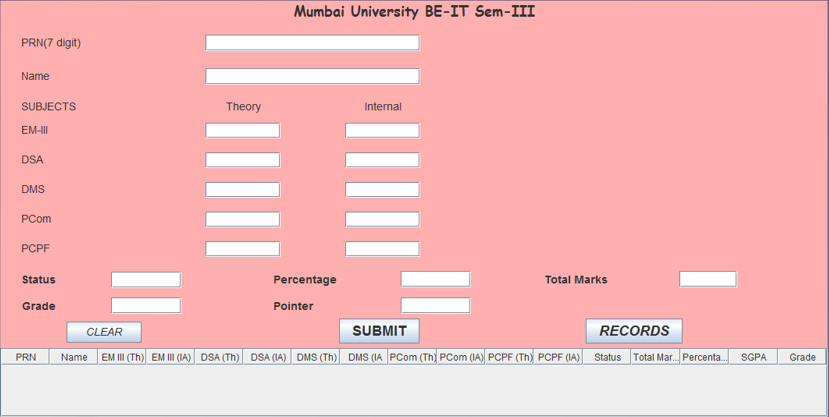 Mumbai University BE-IT Sem-III
PRN(7 digit)
Name
SUBJECTS Theory Internal
EM-III
DSA
DMS
PCom
PCPF
Status Percentage Total Marks
Grade Pointer
CLEAR SUBMIT RECORDS
PRN Name EM III (Th) EM III (IA) DSA (Th) DSA (IA) DMS (Th) DMS (IA PCom (Th) PCom (IA) PCPF (Th) PCPF (IA) Status Total Mar... Percenta... SGPA Grade